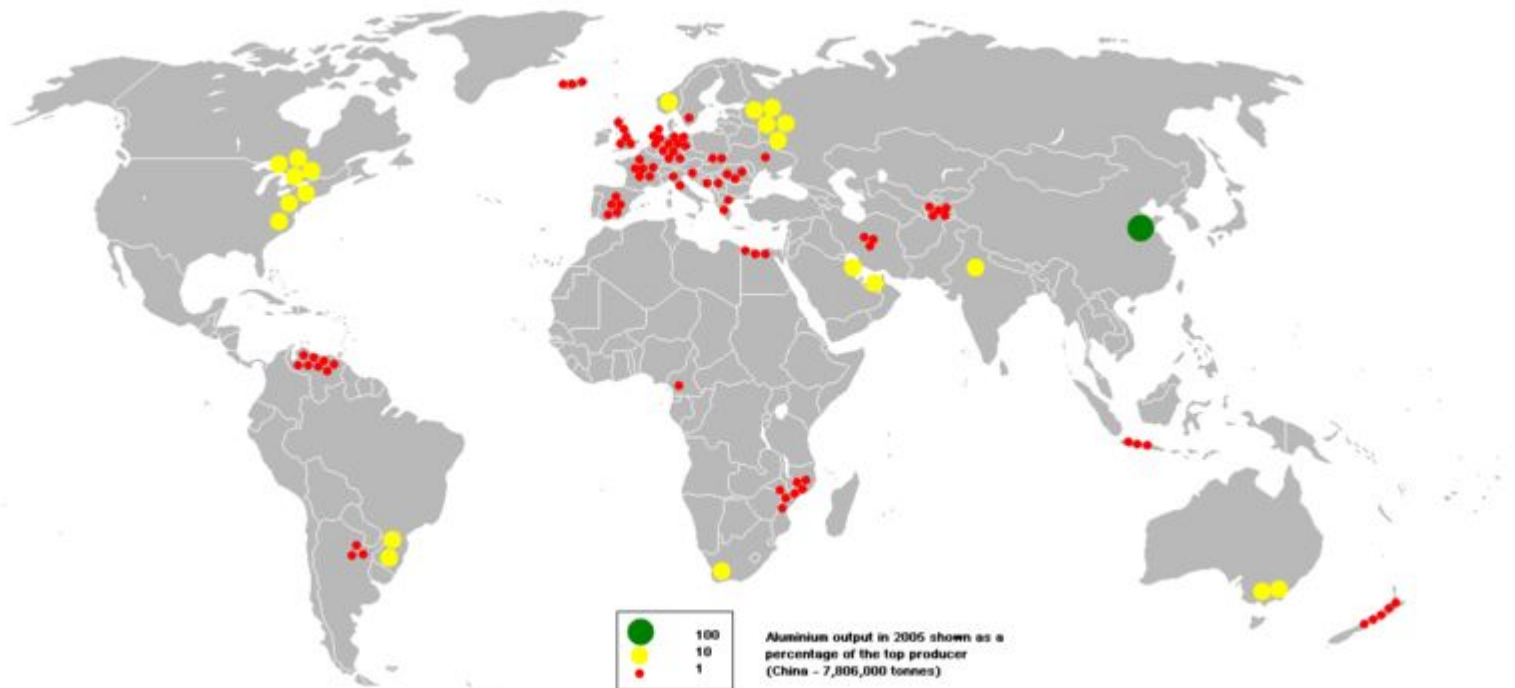 100
10
1
Aluminium output in 2005 shown as a
percentage of the top producer
(China - 7,806,000 tonnes)